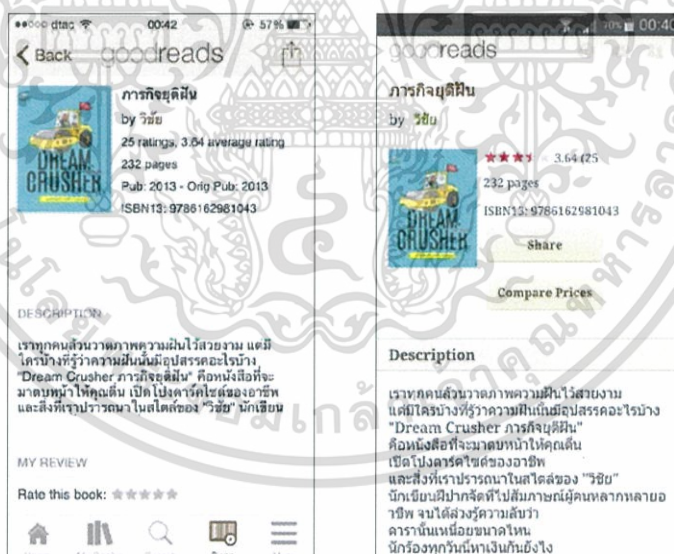 dtac 00:42 57%
Back goodreads
ภารกิจยุติฝัน
by วิชัย
25 ratings, 3.64 average rating
232 pages
Pub: 2013 - Orig Pub: 2013
ISBN13: 9786162981043
DREAM
CRUSHER
DESCRIPTION
เราทุกคนล้วนวาดภาพความฝันไว้สวยงาม แต่มี
ใครบ้างที่รู้ว่าความฝันนั้นมีอุปสรรคอะไรบ้าง
"Dream Crusher ภารกิจยุติฝัน" คือหนังสือที่จะ
มาตบหน้าให้คุณตื่น เปิดโปงดาร์คไซด์ของอาชีพ
และสิ่งที่เราปรารถนาในสไตล์ของ "วิชัย" นักเขียน
MY REVIEW
Rate this book:
00:40
goodreads
ภารกิจยุติฝัน
by วิชัย
3.64 (25
232 pages
ISBN13: 9786162981043
DREAM
CRUSHER
Share
Compare Prices
Description
เราทุกคนล้วนวาดภาพความฝันไว้สวยงาม
แต่มีใครบ้างที่รู้ว่าความฝันนั้นมีอุปสรรคอะไรบ้าง
"Dream Crusher ภารกิจยุติฝัน"
คือหนังสือที่จะมาตบหน้าให้คุณตื่น
เปิดโปงดาร์คไซด์ของอาชีพ
และสิ่งที่เราปรารถนาในสไตล์ของ "วิชัย"
นักเขียนฝีปากจัดที่ไปสัมภาษณ์ผู้คนหลากหลายอ
าชีพ จนได้ล่วงรู้ความลับว่า
ดารานั้นเหนื่อยขนาดไหน
นักร้องทุกวันนี้หาเงินกันยังไง